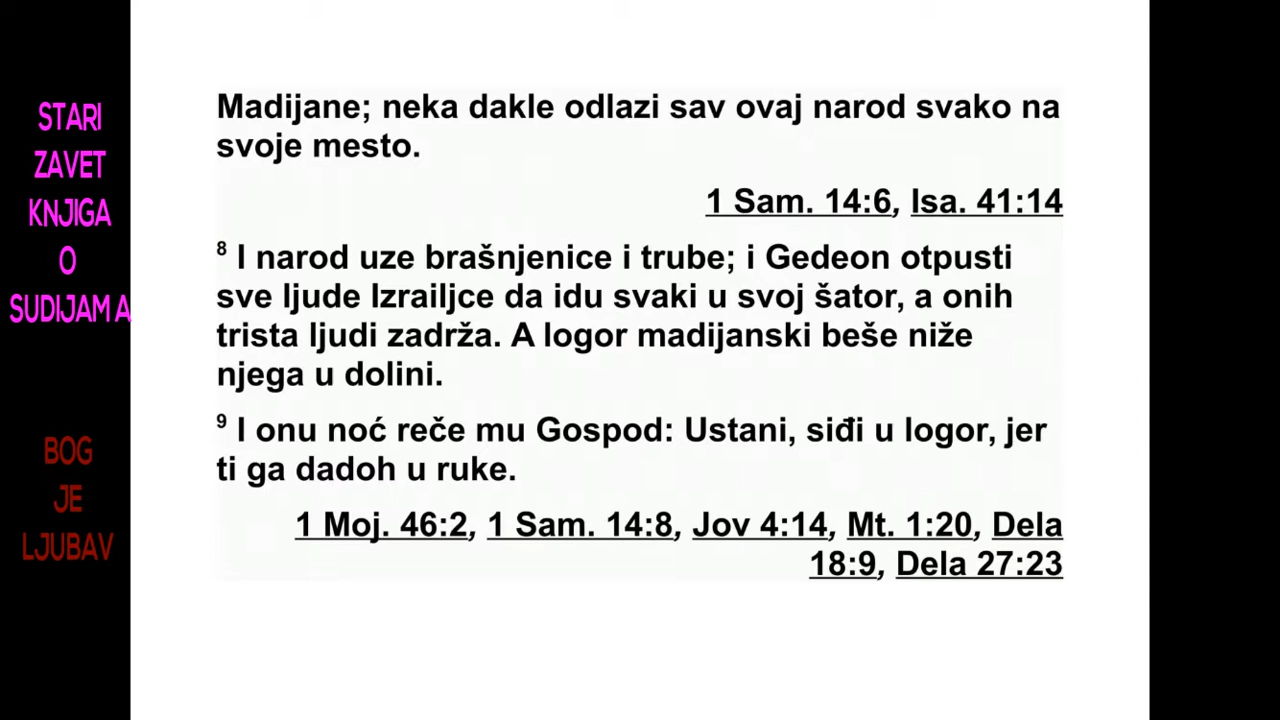 STARI
ZAVET
KNJIGA
O
SUDIJAMA
BOG
JE
LJUBAV
Madijane; neka dakle odlazi sav ovaj narod svako na
svoje mesto.
1 Sam. 14:6, Isa. 41:14
8 I narod uze brašnjenice i trube; i Gedeon otpusti
sve ljude Izrailjce da idu svaki u svoj šator, a onih
trista ljudi zadrža. A logor madijanski beše niže
njega u dolini.
9 I onu noć reče mu Gospod: Ustani, siđi u logor, jer
ti ga dadoh u ruke.
1 Moj. 46:2, 1 Sam. 14:8, Jov 4:14, Mt. 1:20, Dela
18:9, Dela 27:23